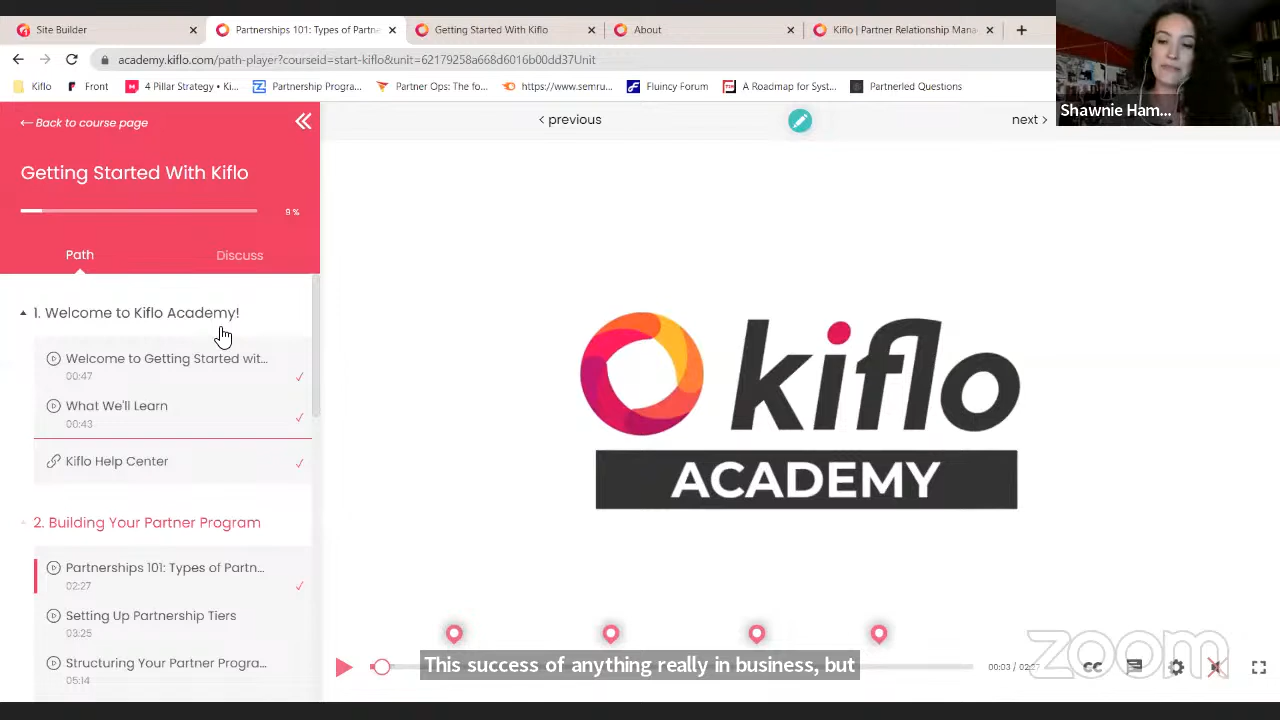 Site Builder
Partnerships 101: Types of Partne
Getting Started With Kiflo
About
Kiflo | Partner Relationship Mana
academy.kiflo.com/path-player?courseid=start-kiflo&unit=62179258a668d6016b00dd37Unit
Kiflo
Front
4 Pillar Strategy • Ki...
Partnership Progra...
Partner Ops: The fo...
https://www.semru...
Fluency Forum
A Roadmap for Syst...
Partnerled Questions
Shawnie Ham...
←Back to course page
< previous
next >
Getting Started With Kiflo
9 %
Path
Discuss
1. Welcome to Kiflo Academy!
Welcome to Getting Started wit...
00:47
What We'll Learn
00:43
Kiflo Help Center
2. Building Your Partner Program
Partnerships 101: Types of Partn...
02:27
Setting Up Partnership Tiers
03:25
Structuring Your Partner Progra...
05:14
kiflo
ACADEMY
This success of anything really in business, but
00:03 / 02:27
CC
zoom